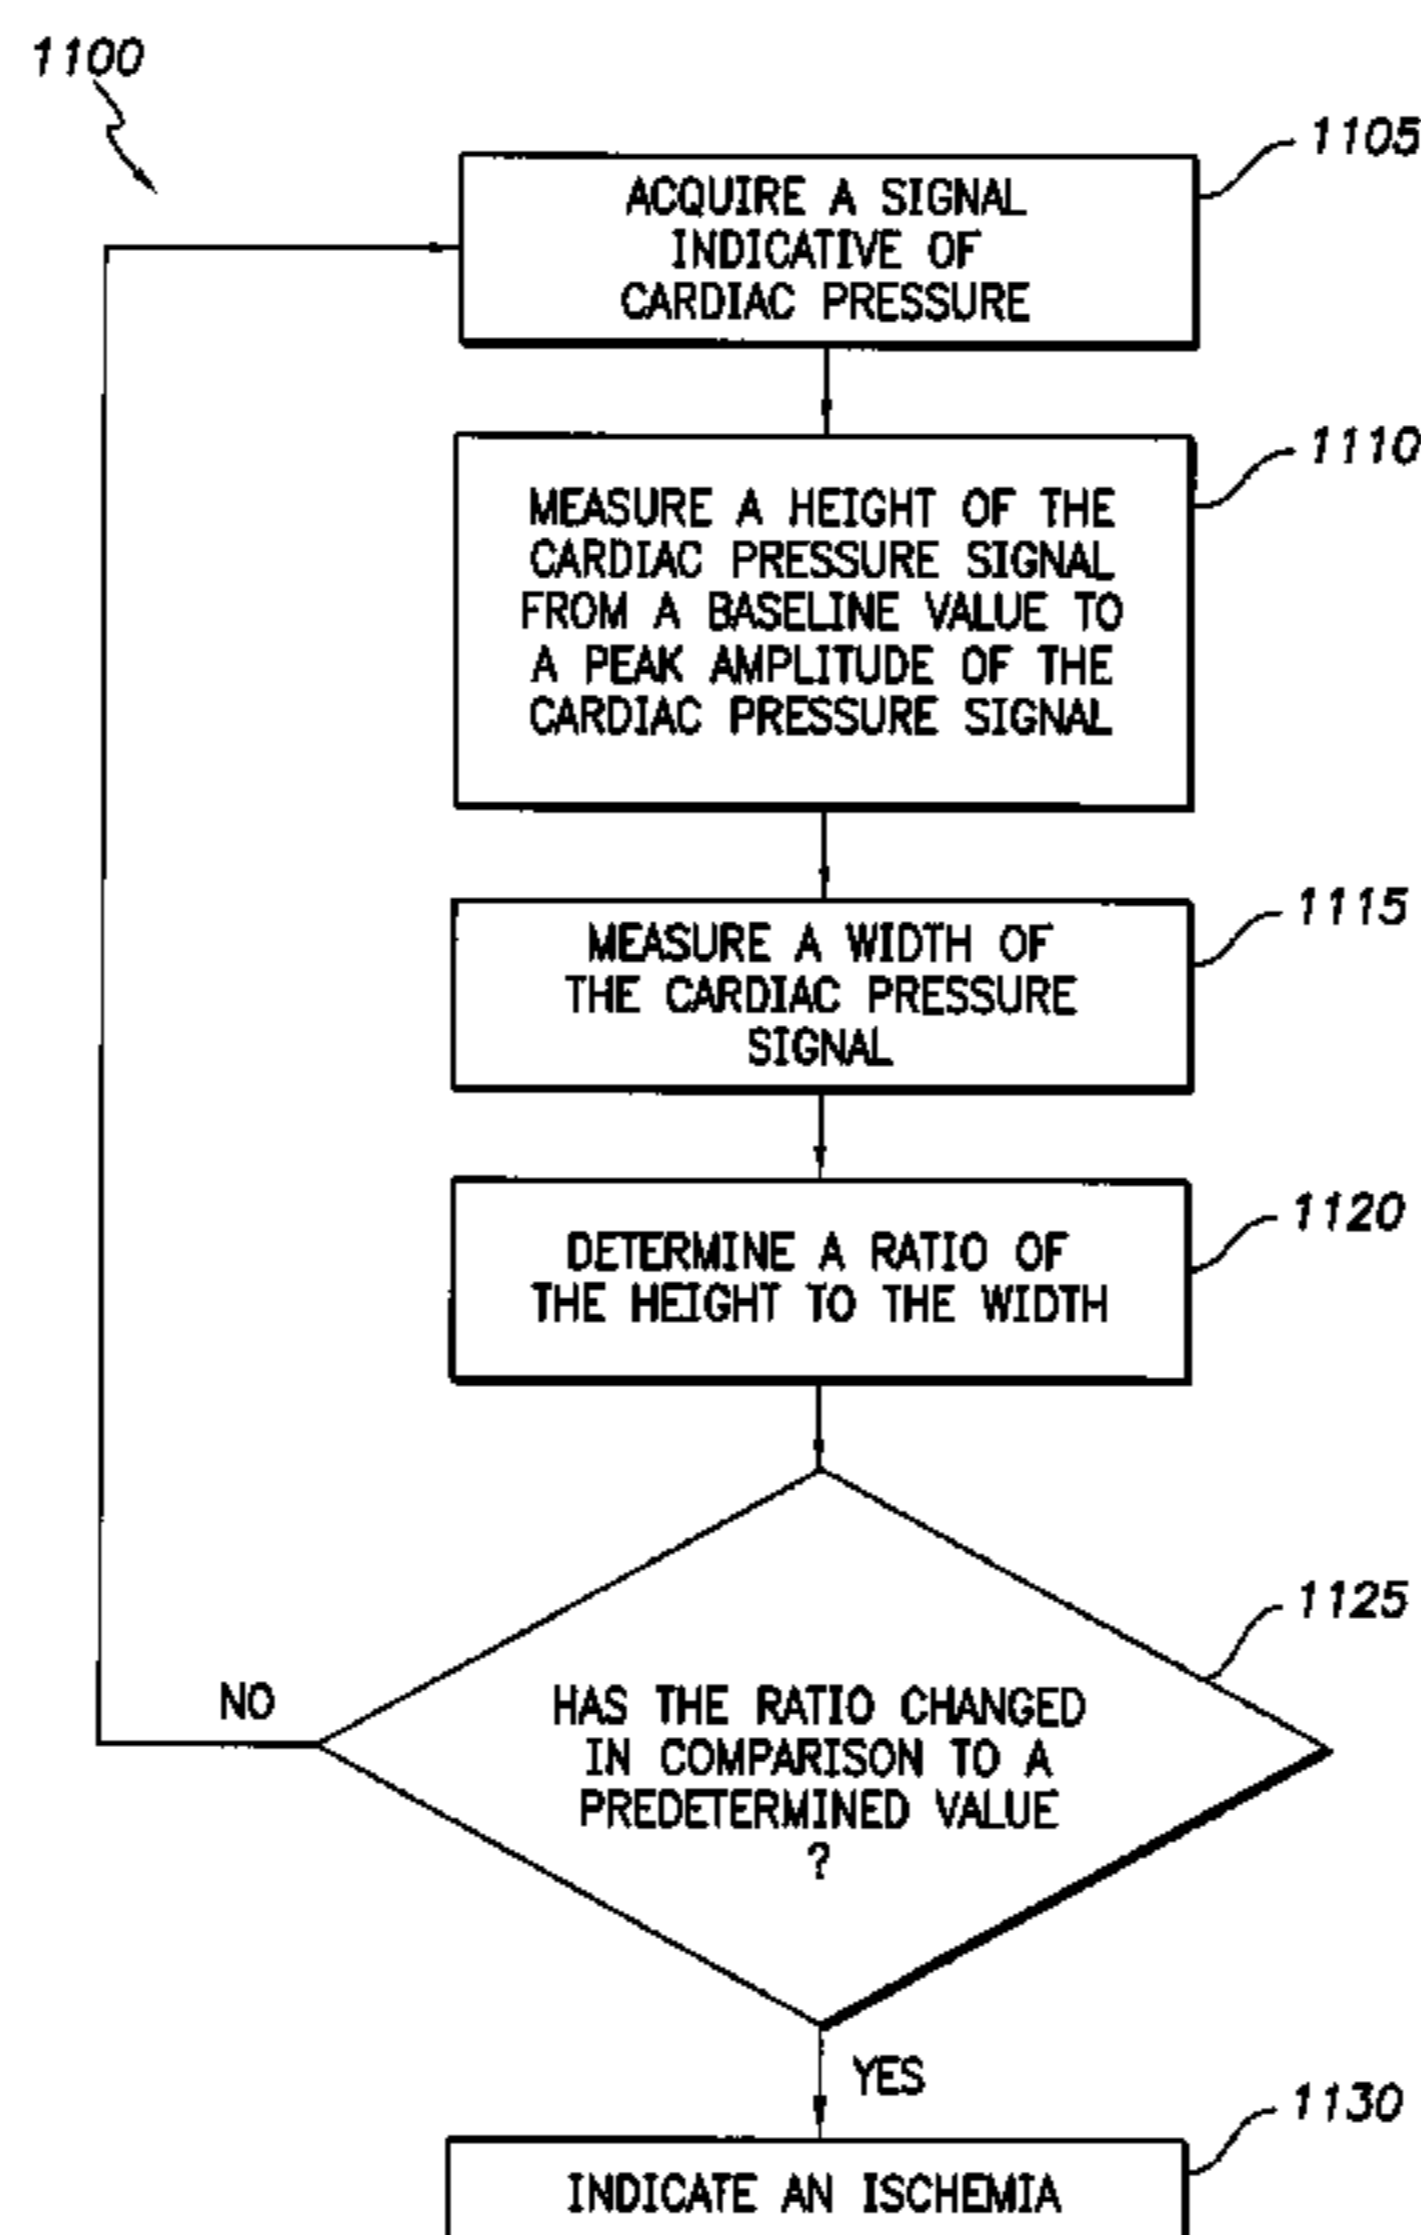 1100
1105
ACQUIRE A SIGNAL
INDICATIVE OF
CARDIAC PRESSURE
1110
MEASURE A HEIGHT OF THE
CARDIAC PRESSURE SIGNAL
FROM A BASELINE VALUE TO
A PEAK AMPLITUDE OF THE
CARDIAC PRESSURE SIGNAL
1115
MEASURE A WIDTH OF
THE CARDIAC PRESSURE
SIGNAL
1120
DETERMINE A RATIO OF
THE HEIGHT TO THE WIDTH
1125
HAS THE RATIO CHANGED
IN COMPARISON TO A
PREDETERMINED VALUE
?
NO
YES
1130
INDICATE AN ISCHEMIA